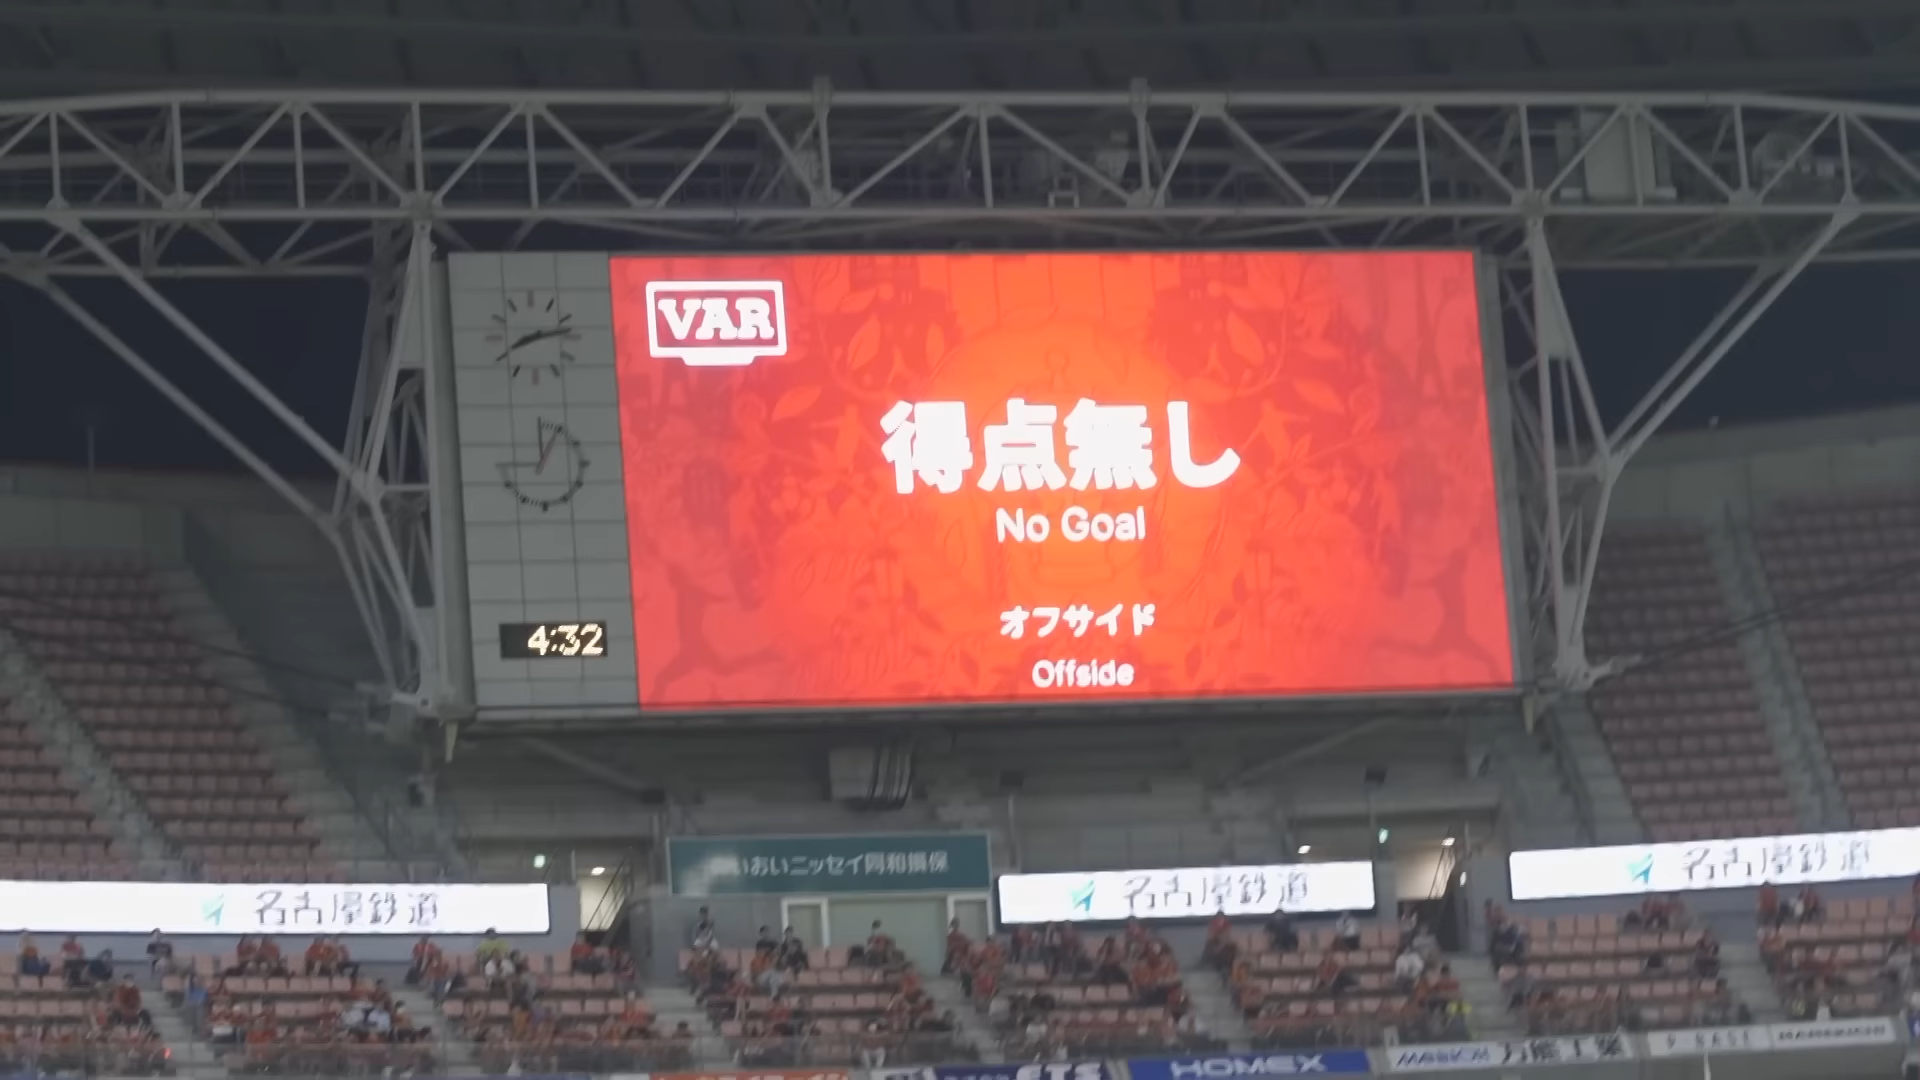 VAR
得点無し
No Goal
オフサイド
Offside
4:32
いおいニッセイ同和損保
名古屋鉄道
名古屋鉄道
名古屋鉄道
HOMEX